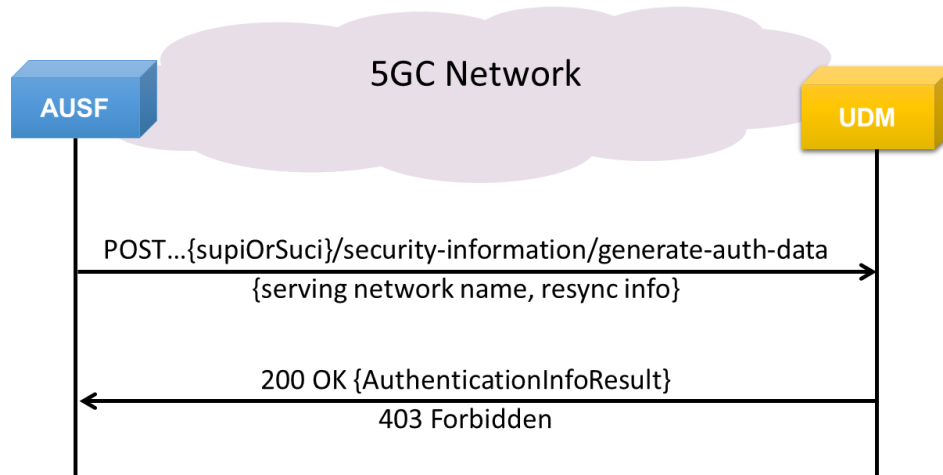 5GC Network
AUSF
UDM
POST...{supiOrSuci}/security-information/generate-auth-data
{serving network name, resync info}
200 OK {AuthenticationInfoResult}
403 Forbidden